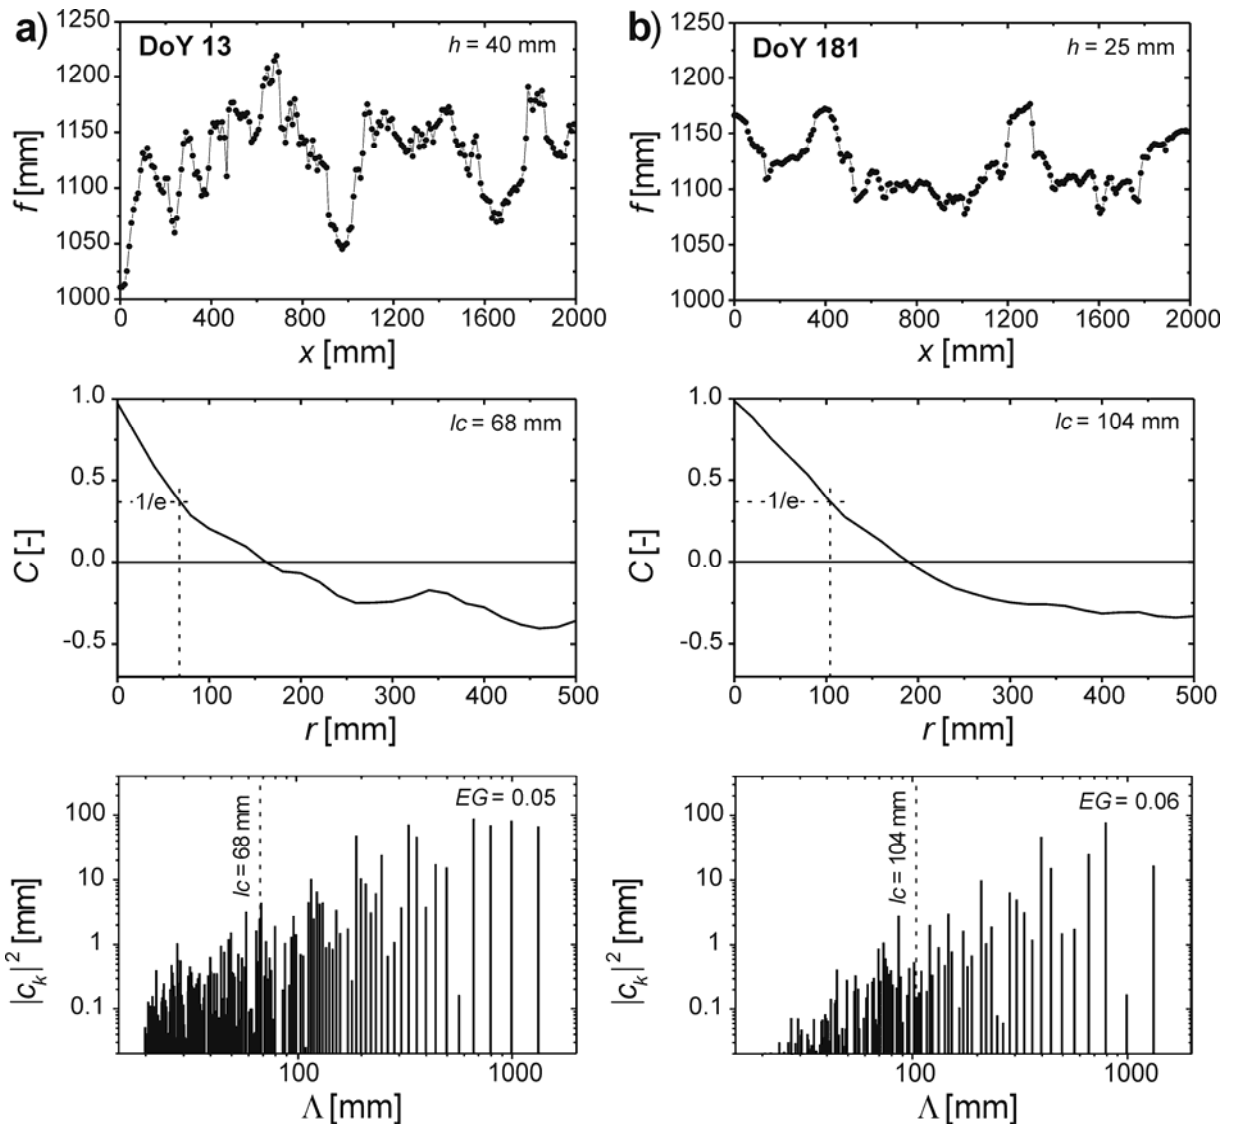 a)
DoY 13
h = 40 mm
1250
1200
1150
1100
1050
1000
f [mm]
0 400 800 1200 1600 2000
x [mm]
b)
DoY 181
h = 25 mm
1250
1200
1150
1100
1050
1000
f [mm]
0 400 800 1200 1600 2000
x [mm]
lc = 68 mm
1.0
0.5
0.0
-0.5
C [-]
1/e
0 100 200 300 400 500
r [mm]
lc = 104 mm
1.0
0.5
0.0
-0.5
C [-]
1/e
0 100 200 300 400 500
r [mm]
EG = 0.05
lc = 68 mm
100
10
1
0.1
|c_k|² [mm]
100 1000
Λ [mm]
EG = 0.06
lc = 104 mm
100
10
1
0.1
|c_k|² [mm]
100 1000
Λ [mm]